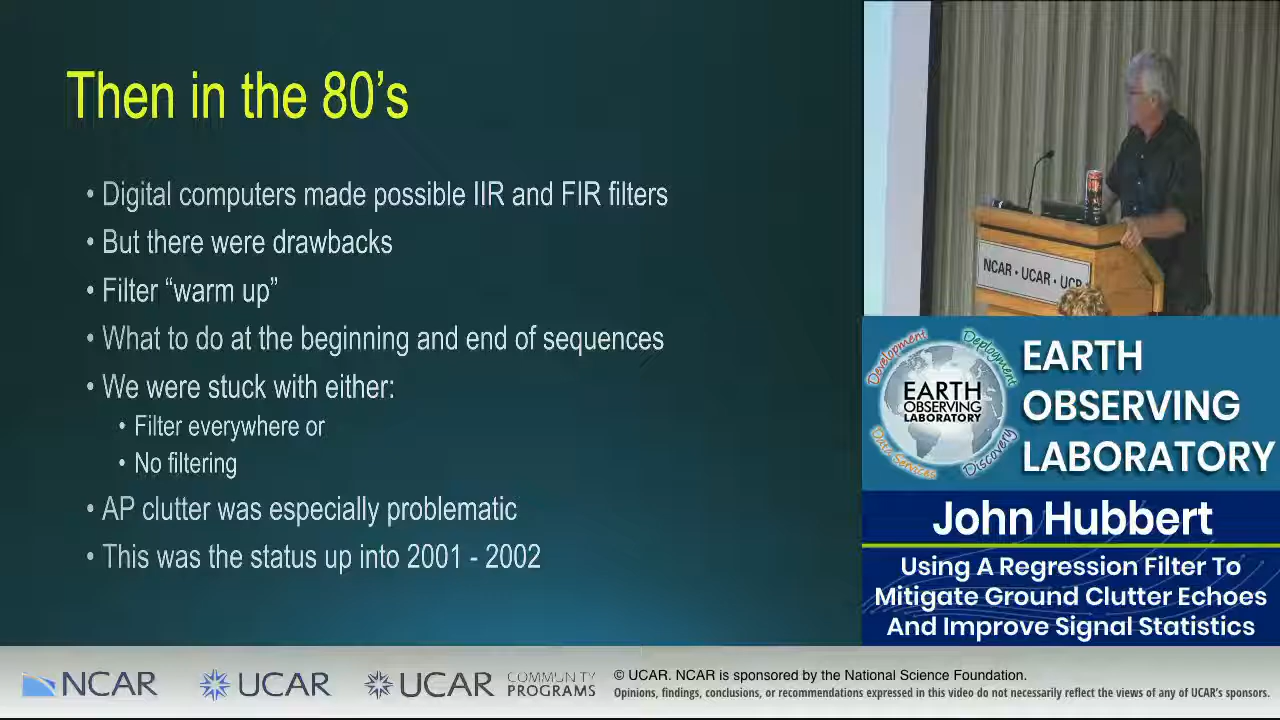 Then in the 80's
• Digital computers made possible IIR and FIR filters
• But there were drawbacks
• Filter “warm up”
• What to do at the beginning and end of sequences
• We were stuck with either:
• Filter everywhere or
• No filtering
• AP clutter was especially problematic
• This was the status up into 2001 - 2002
NCAR • UCAR • UCP
Development
Deployment
EARTH
OBSERVING
LABORATORY
Data Services
Discovery
EARTH
OBSERVING
LABORATORY
John Hubbert
Using A Regression Filter To
Mitigate Ground Clutter Echoes
And Improve Signal Statistics
NCAR
UCAR
UCAR
COMMUNITY
PROGRAMS
© UCAR. NCAR is sponsored by the National Science Foundation.
Opinions, findings, conclusions, or recommendations expressed in this video do not necessarily reflect the views of any of UCAR's sponsors.